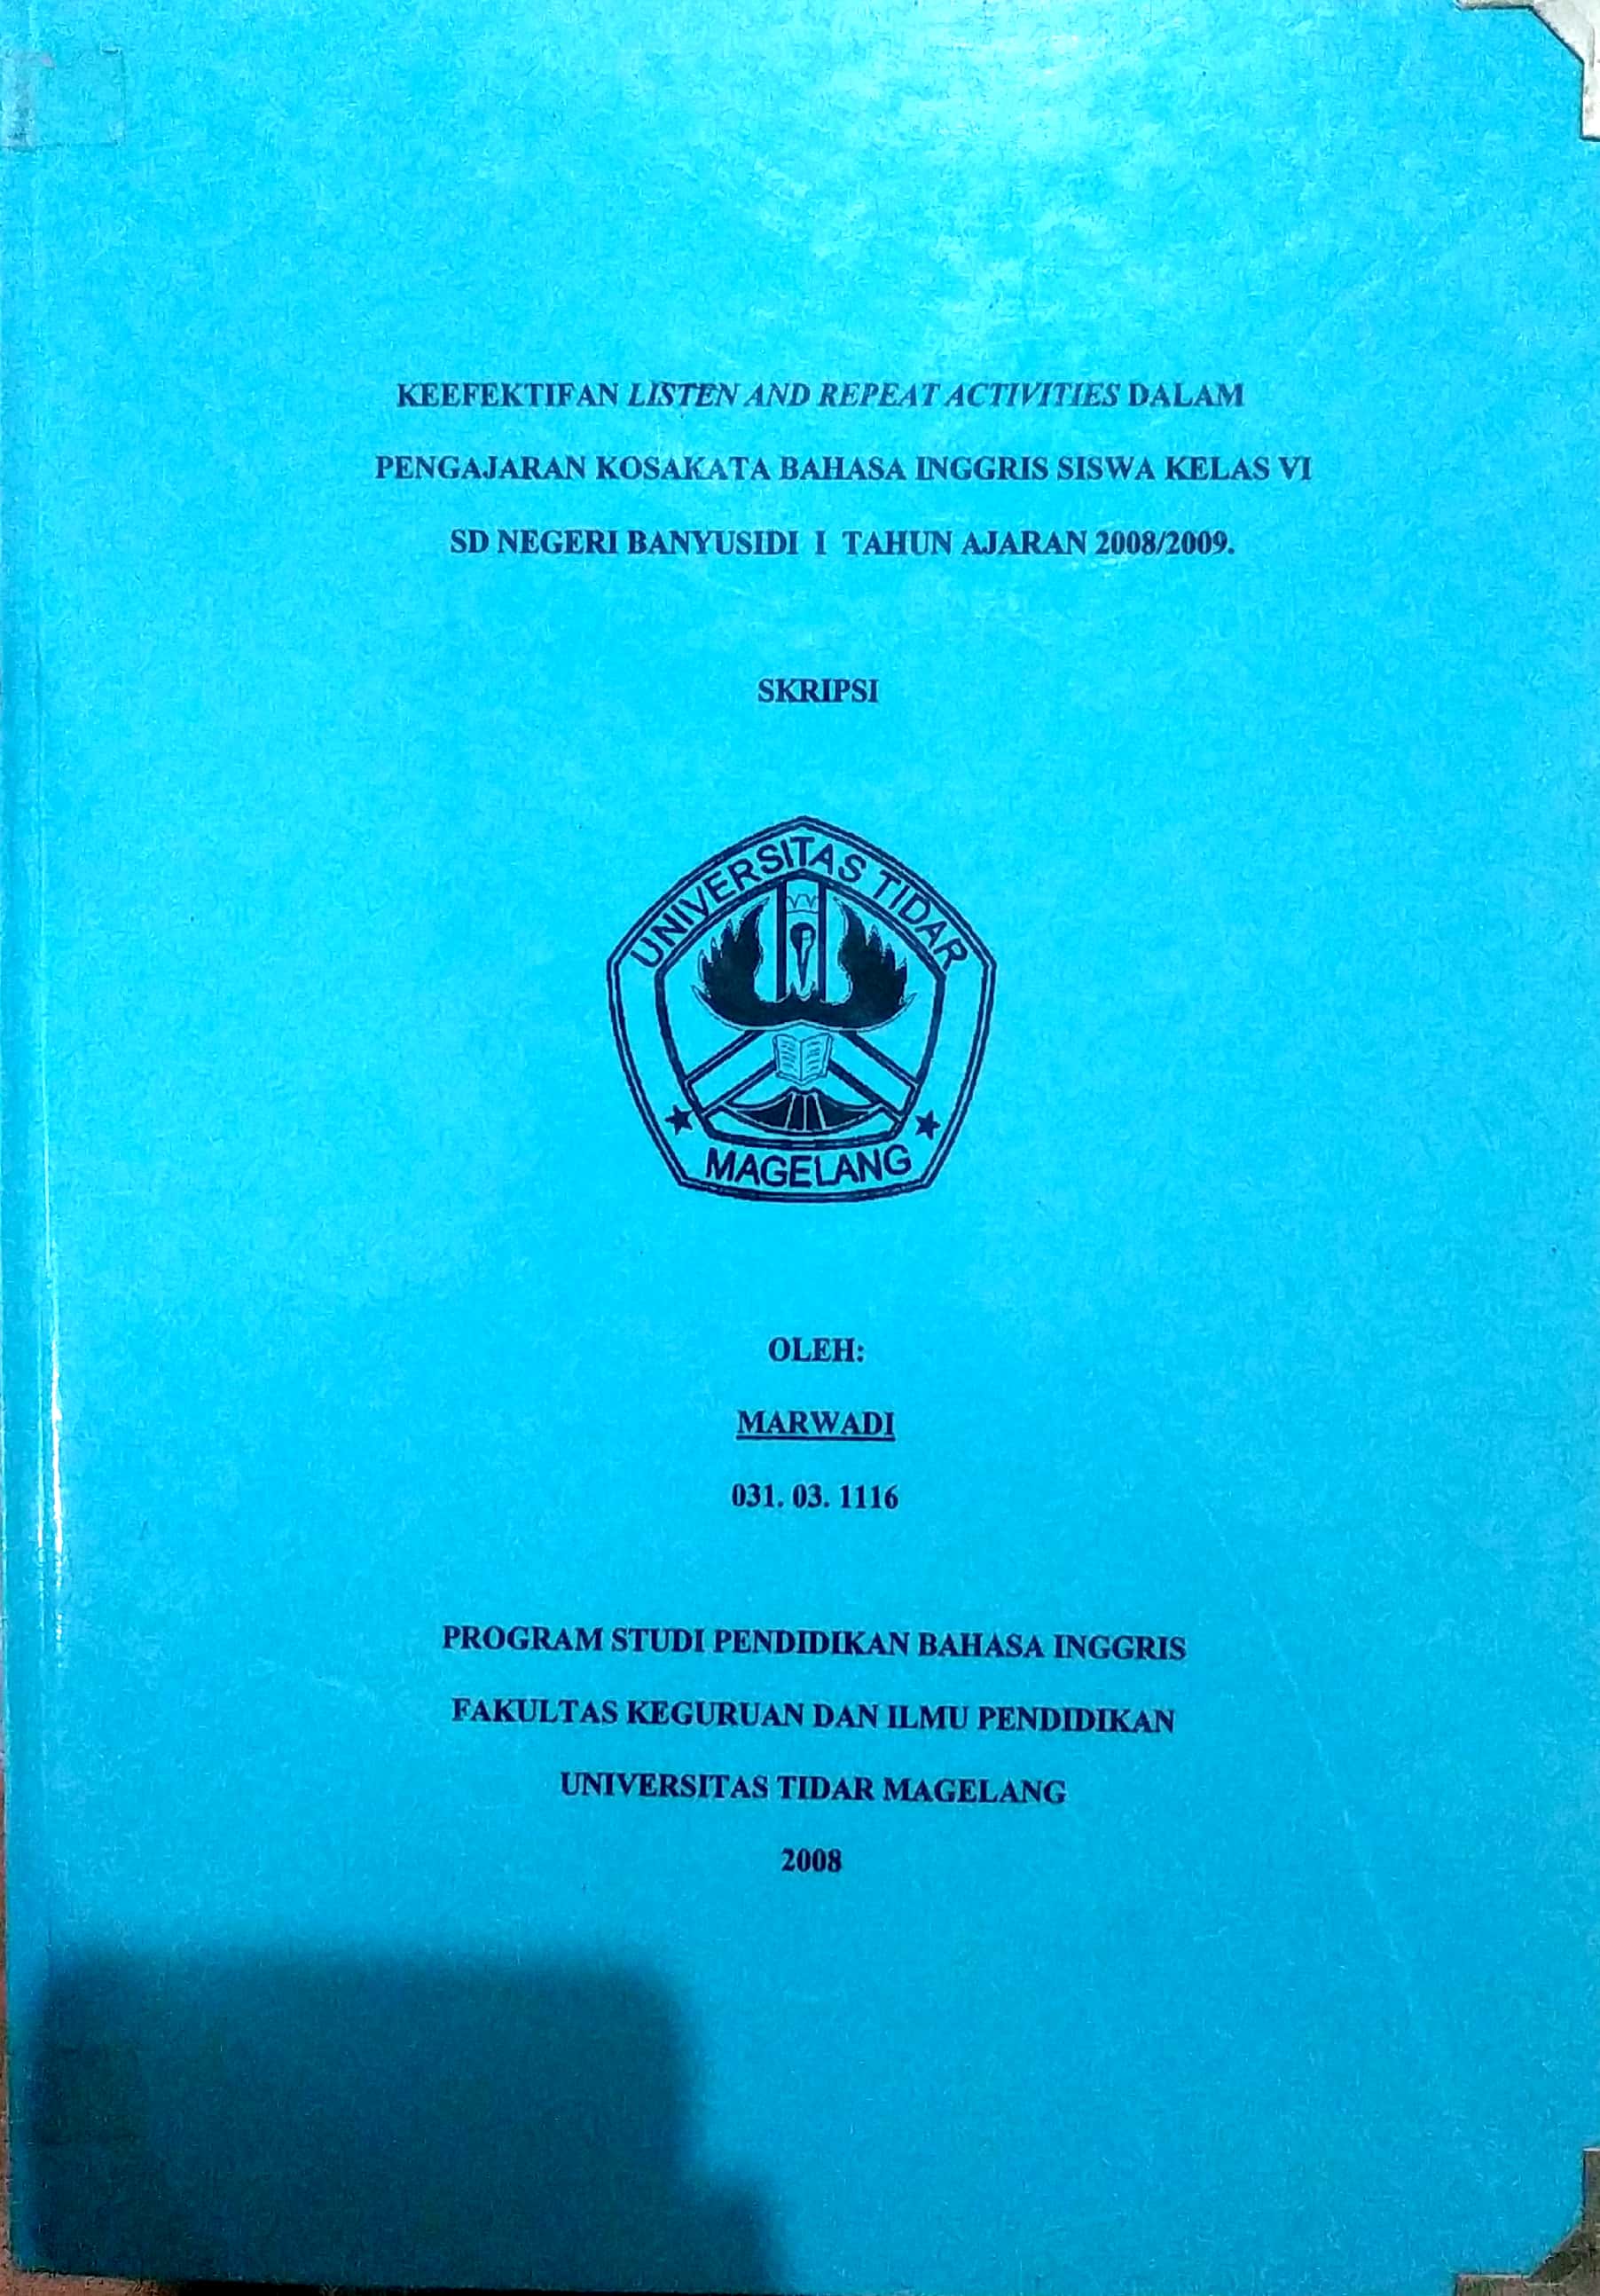 KEEFEKTIFAN LISTEN AND REPEAT ACTIVITIES DALAM
PENGAJARAN KOSAKATA BAHASA INGGRIS SISWA KELAS VI
SD NEGERI BANYUSIDI I TAHUN AJARAN 2008/2009.
SKRIPSI
UNIVERSITAS TIDAR
MAGELANG
OLEH:
MARWADI
031. 03. 1116
PROGRAM STUDI PENDIDIKAN BAHASA INGGRIS
FAKULTAS KEGURUAN DAN ILMU PENDIDIKAN
UNIVERSITAS TIDAR MAGELANG
2008